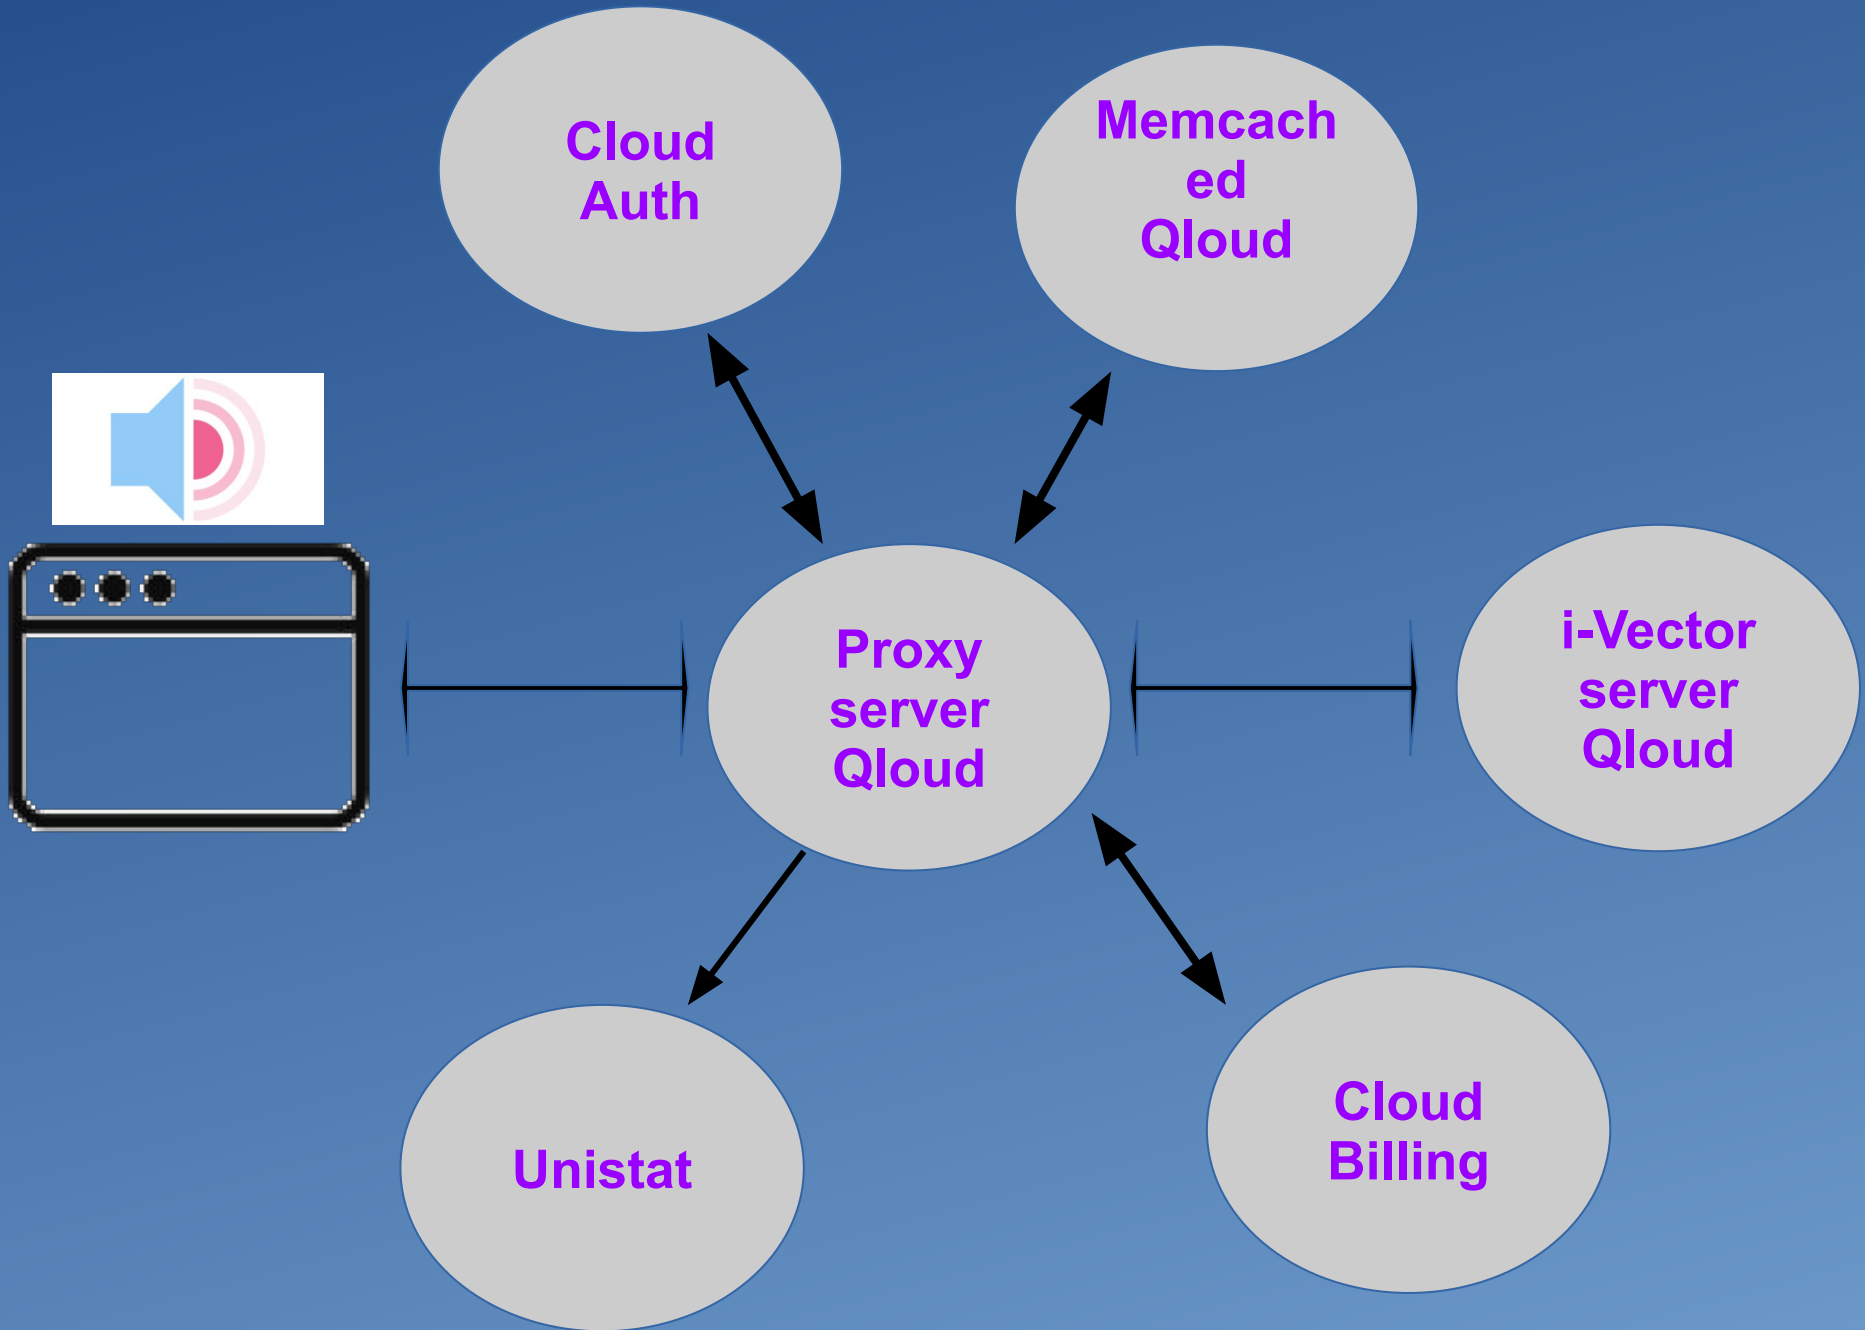 Cloud
Auth
Memcach
ed
Qloud
Proxy
server
Qloud
i-Vector
server
Qloud
Unistat
Cloud
Billing